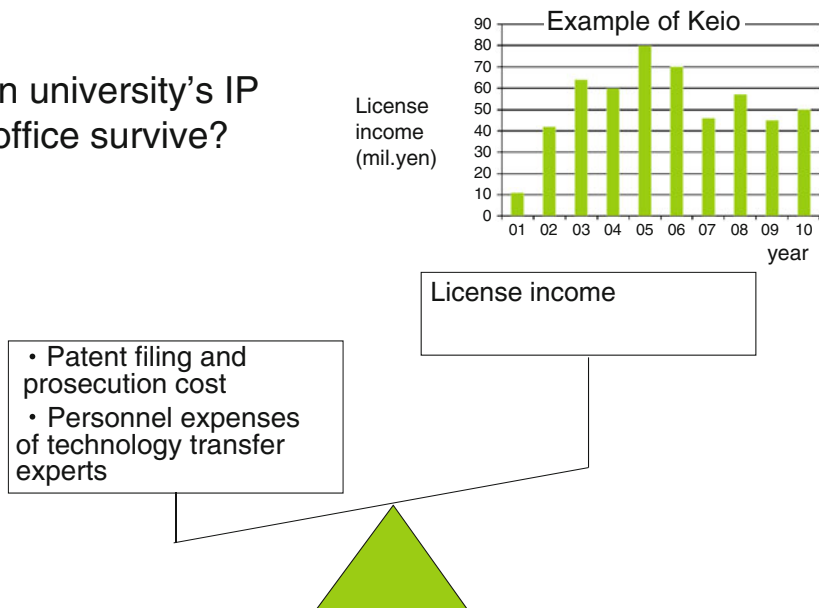 n university's IP
office survive?
Example of Keio
License
income
(mil.yen)
90
80
70
60
50
40
30
20
10
0
01 02 03 04 05 06 07 08 09 10
year
License income
・Patent filing and
prosecution cost
・Personnel expenses
of technology transfer
experts